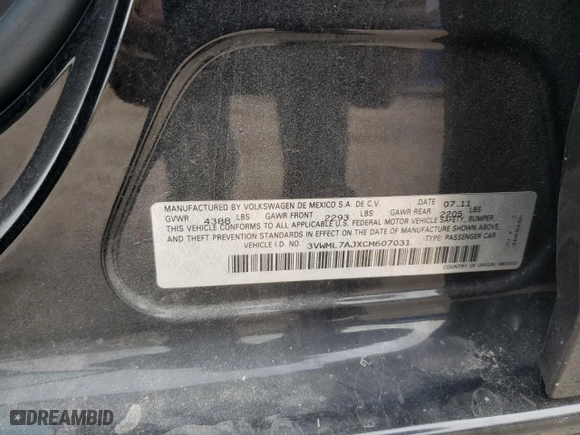 MANUFACTURED BY VOLKSWAGEN DE MEXICO S.A. DE C.V. DATE 07.11
GVWR 4388 LBS GAWR FRONT 2293 LBS GAWR REAR 2205 LBS
THIS VEHICLE CONFORMS TO ALL APPLICABLE U.S. FEDERAL MOTOR VEHICLE SAFETY, BUMPER,
AND THEFT PREVENTION STANDARDS IN EFFECT ON THE DATE OF MANUFACTURE SHOWN ABOVE.
VEHICLE I.D. NO. 3VWML7AJXCM607031 TYPE: PASSENGER CAR
COUNTRY OF ORIGIN: MEXICO
DREAMBID